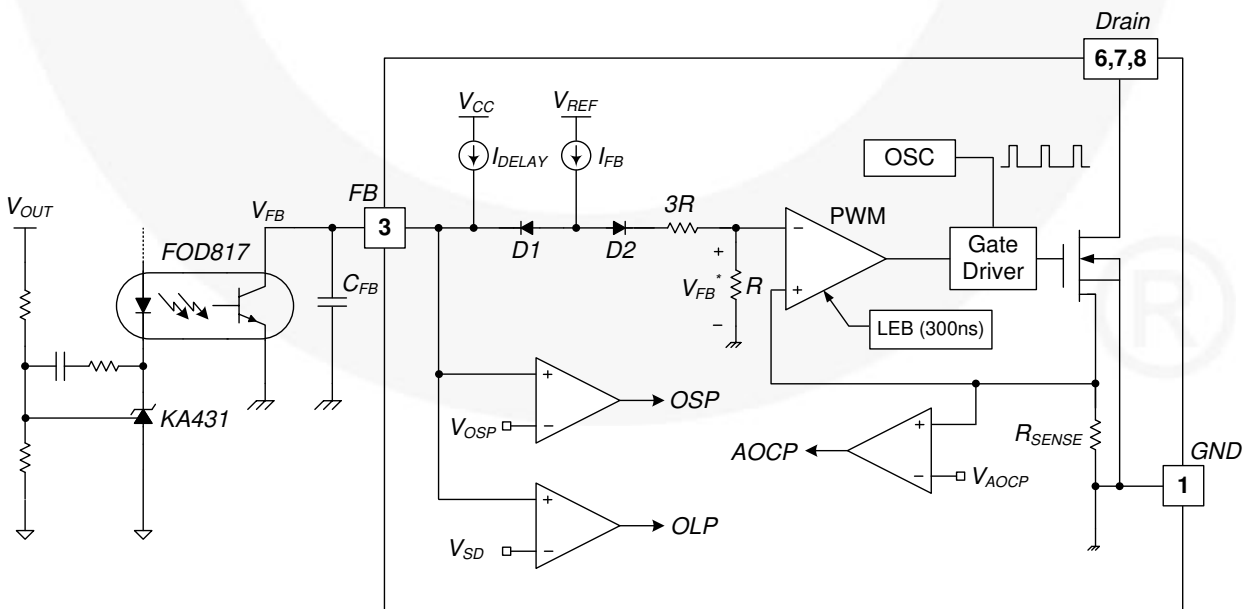 Drain
6,7,8
VCC
VREF
IDELAY
IFB
OSC
FB
3
VOUT
VFB
FOD817
CFB
D1
D2
3R
PWM
−
+
Gate
Driver
+
VFB*
R
−
LEB (300ns)
KA431
+
VOSP
−
OSP
AOCP
+
−
VAOCP
RSENSE
GND
1
+
VSD
−
OLP
®